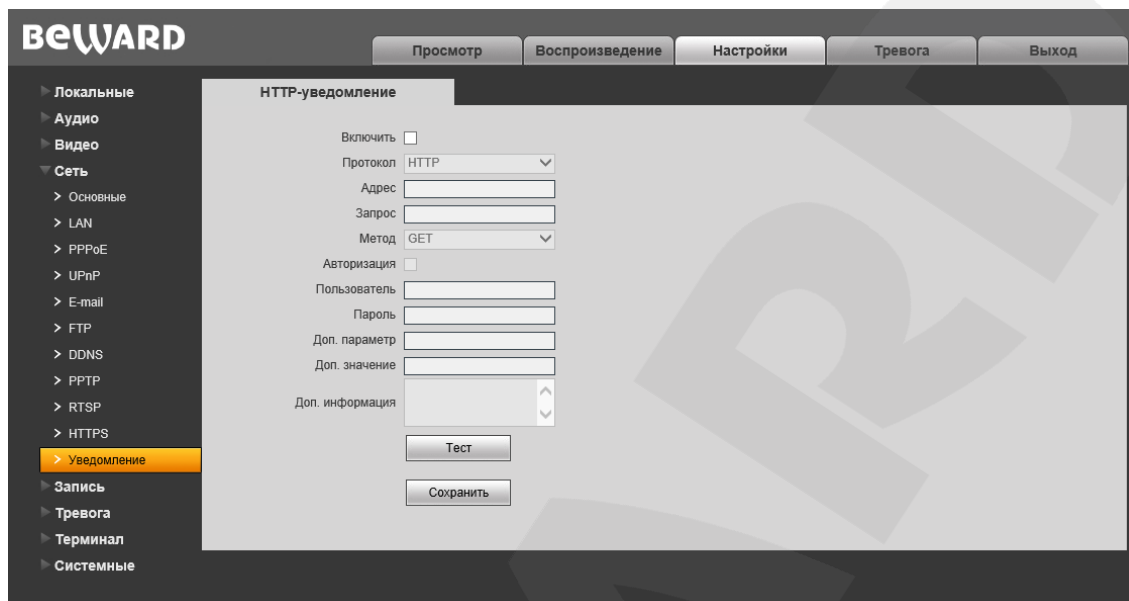 BEWARD
Просмотр Воспроизведение Настройки Тревога Выход
Локальные
Аудио
Видео
Сеть
Основные
LAN
PPPoE
UPnP
E-mail
FTP
DDNS
PPTP
RTSP
HTTPS
Уведомление
Запись
Тревога
Терминал
Системные
HTTP-уведомление
Включить
Протокол HTTP
Адрес
Запрос
Метод GET
Авторизация
Пользователь
Пароль
Доп. параметр
Доп. значение
Доп. информация
Тест
Сохранить